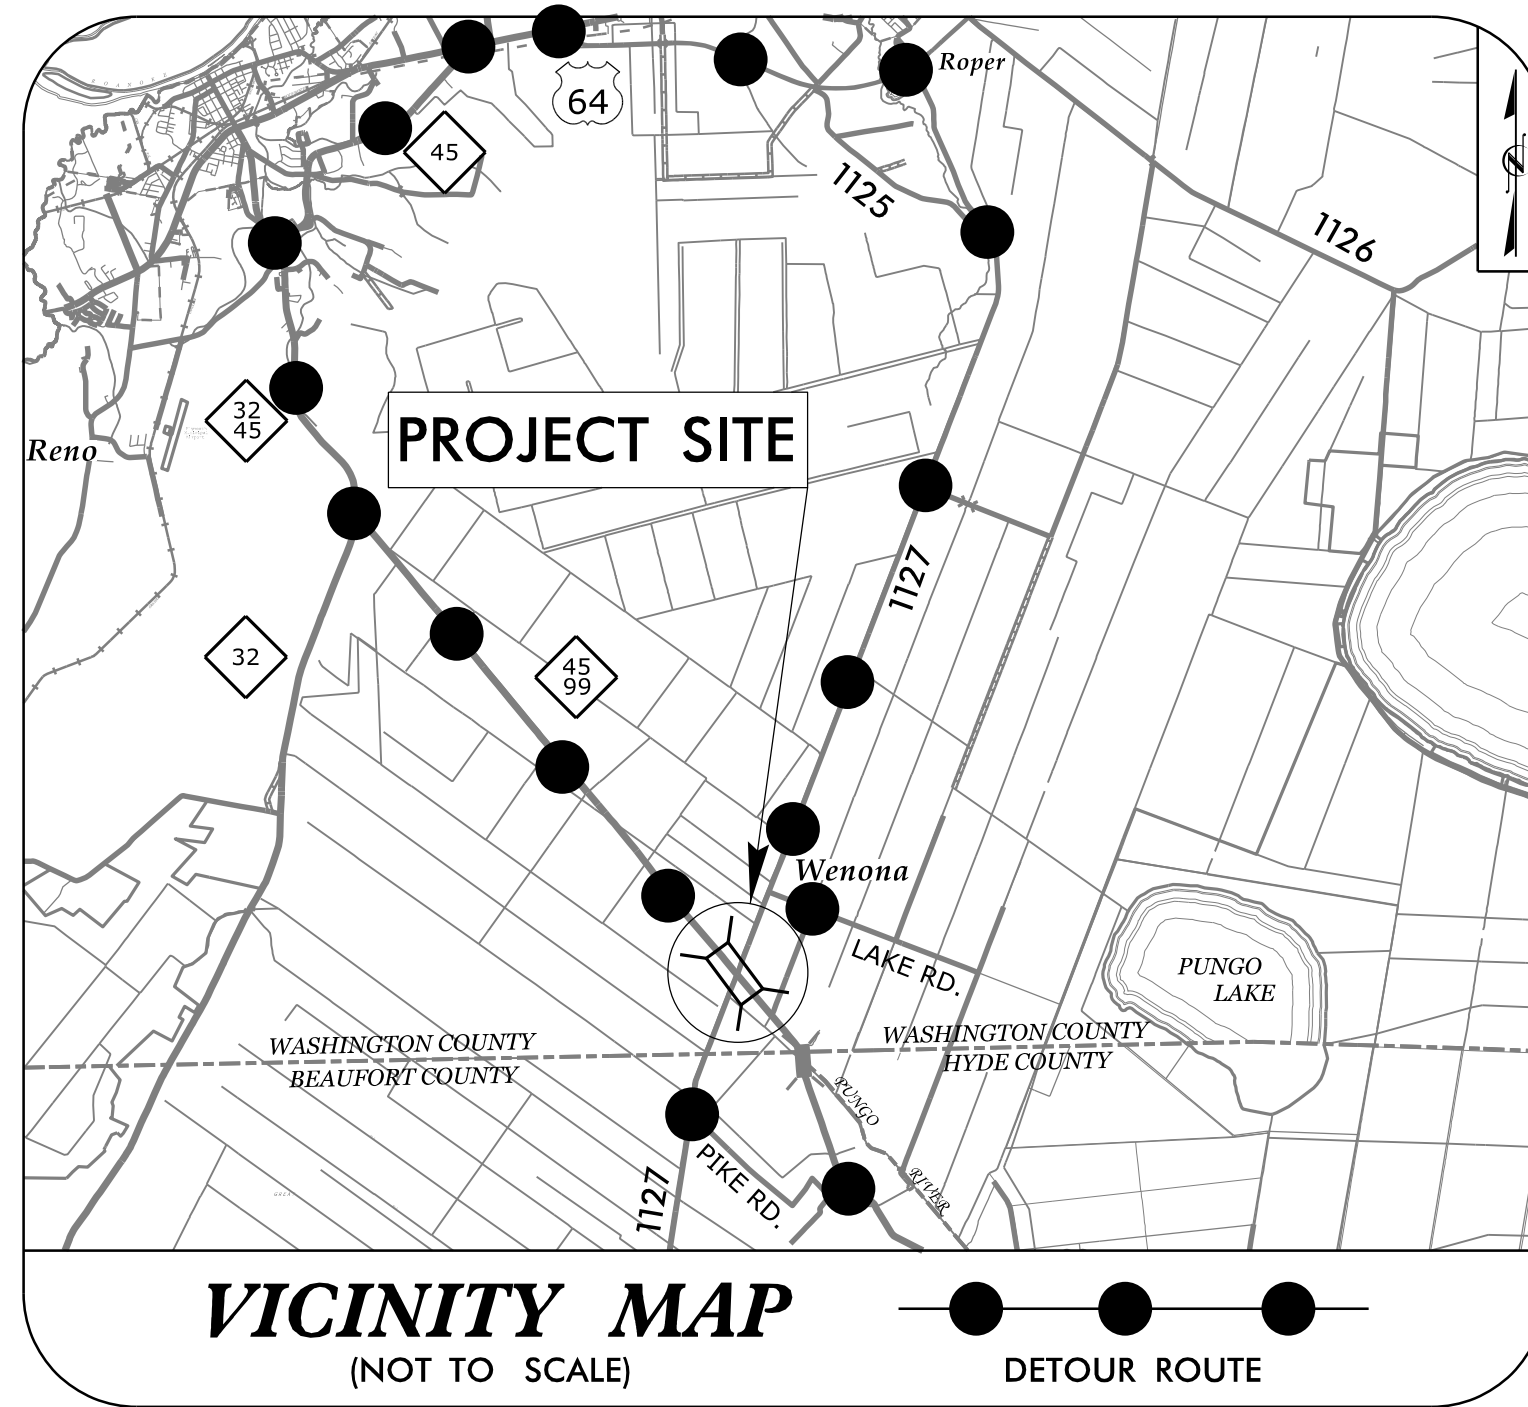 ROANOKE
64
Roper
45
1125
1126
N
32
45
PROJECT SITE
Reno
1127
32
45
99
Wenona
LAKE RD.
PUNGO
LAKE
WASHINGTON COUNTY
BEAUFORT COUNTY
WASHINGTON COUNTY
HYDE COUNTY
PUNGO
RIVER
PIKE RD.
1127
VICINITY MAP
(NOT TO SCALE)
DETOUR ROUTE